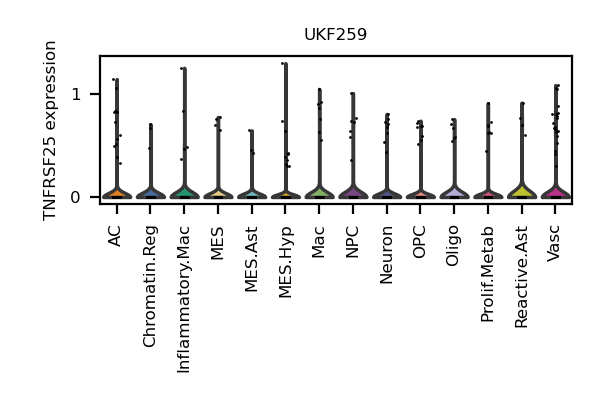 UKF259
TNFRSF25 expression
1
0
AC
Chromatin.Reg
Inflammatory.Mac
MES
MES.Ast
MES.Hyp
Mac
NPC
Neuron
OPC
Oligo
Prolif.Metab
Reactive.Ast
Vasc